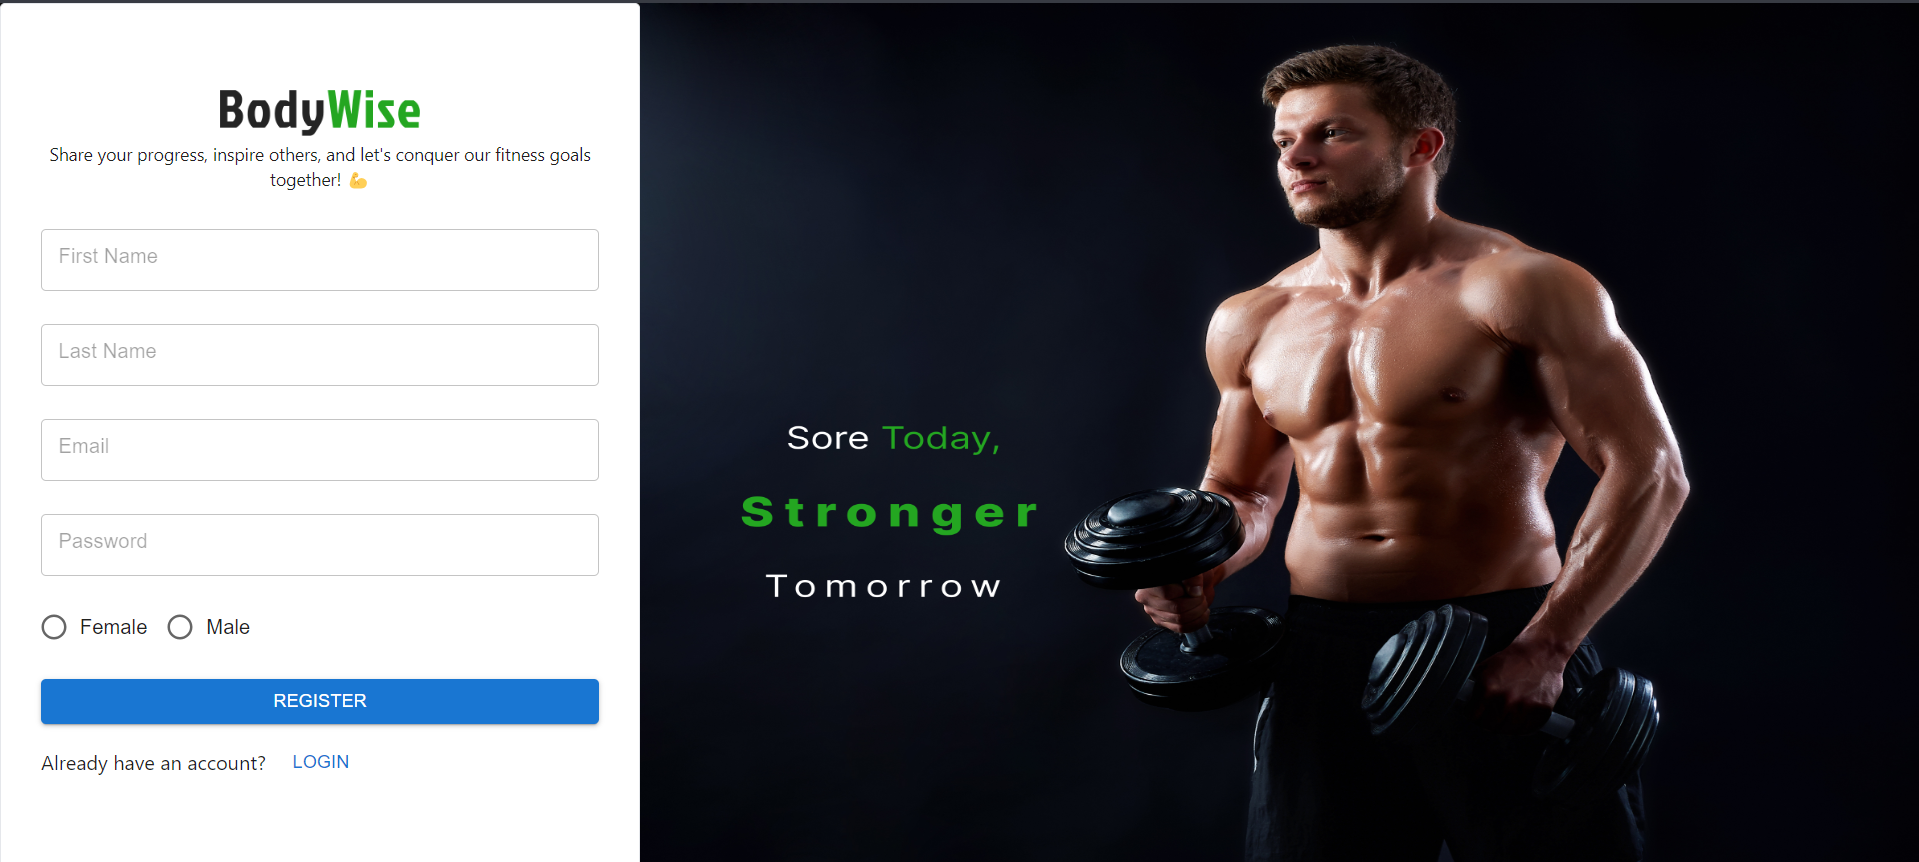 BodyWise
Share your progress, inspire others, and let's conquer our fitness goals
together! 💪
First Name
Last Name
Email
Password
Female Male
REGISTER
Already have an account? LOGIN
Sore Today,
Stronger
Tomorrow